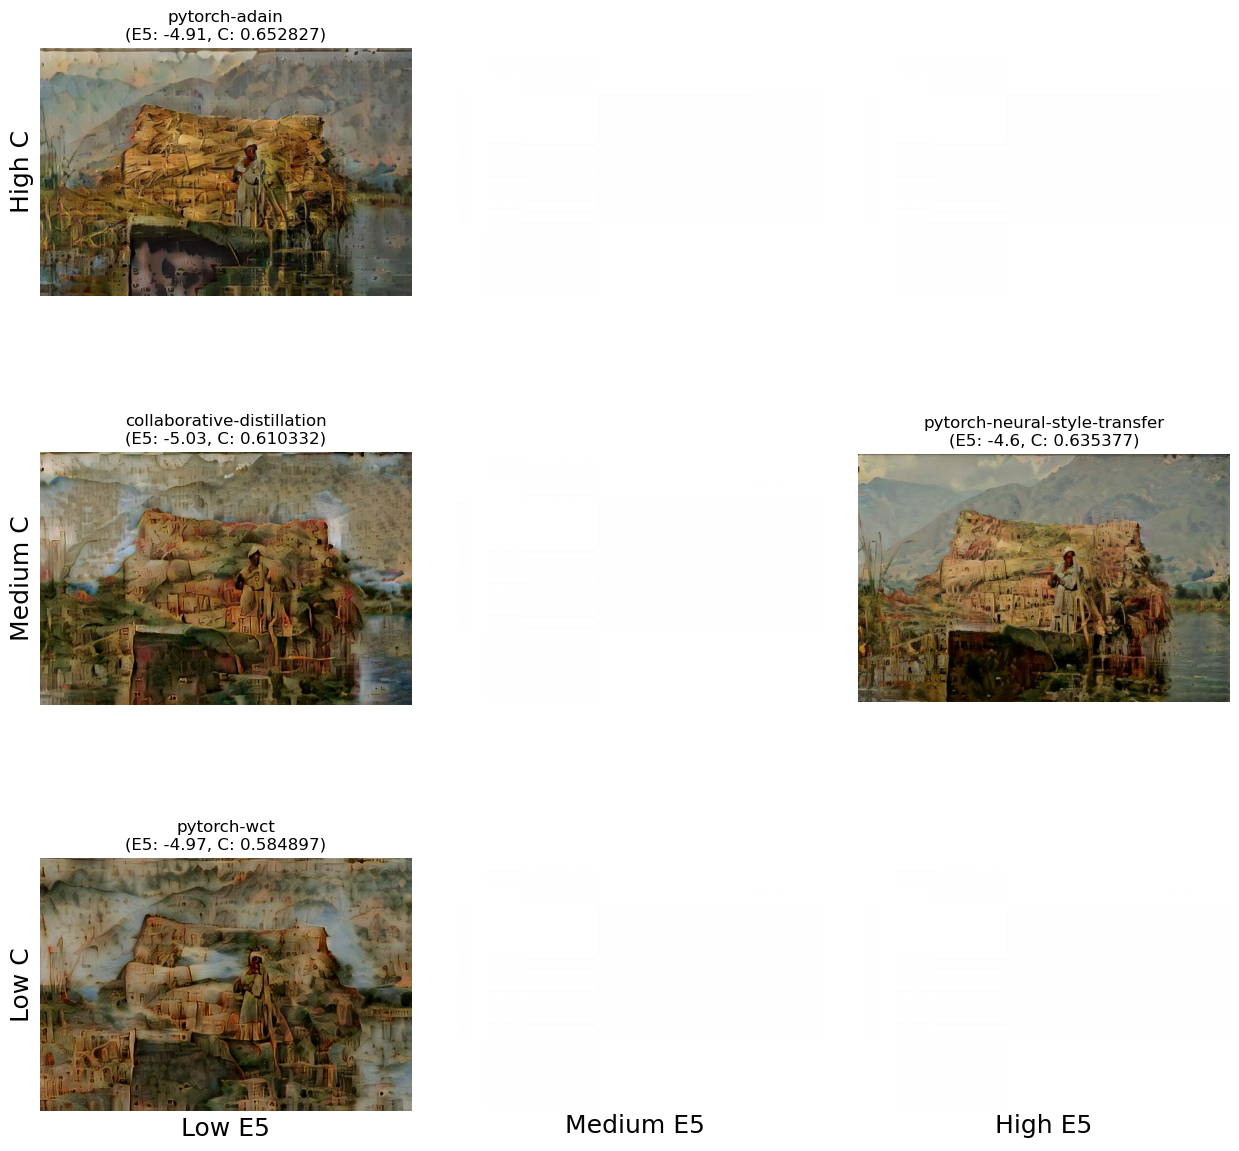 pytorch-adain
(E5: -4.91, C: 0.652827)
High C
collaborative-distillation
(E5: -5.03, C: 0.610332)
pytorch-neural-style-transfer
(E5: -4.6, C: 0.635377)
Medium C
pytorch-wct
(E5: -4.97, C: 0.584897)
Low C
Low E5
Medium E5
High E5